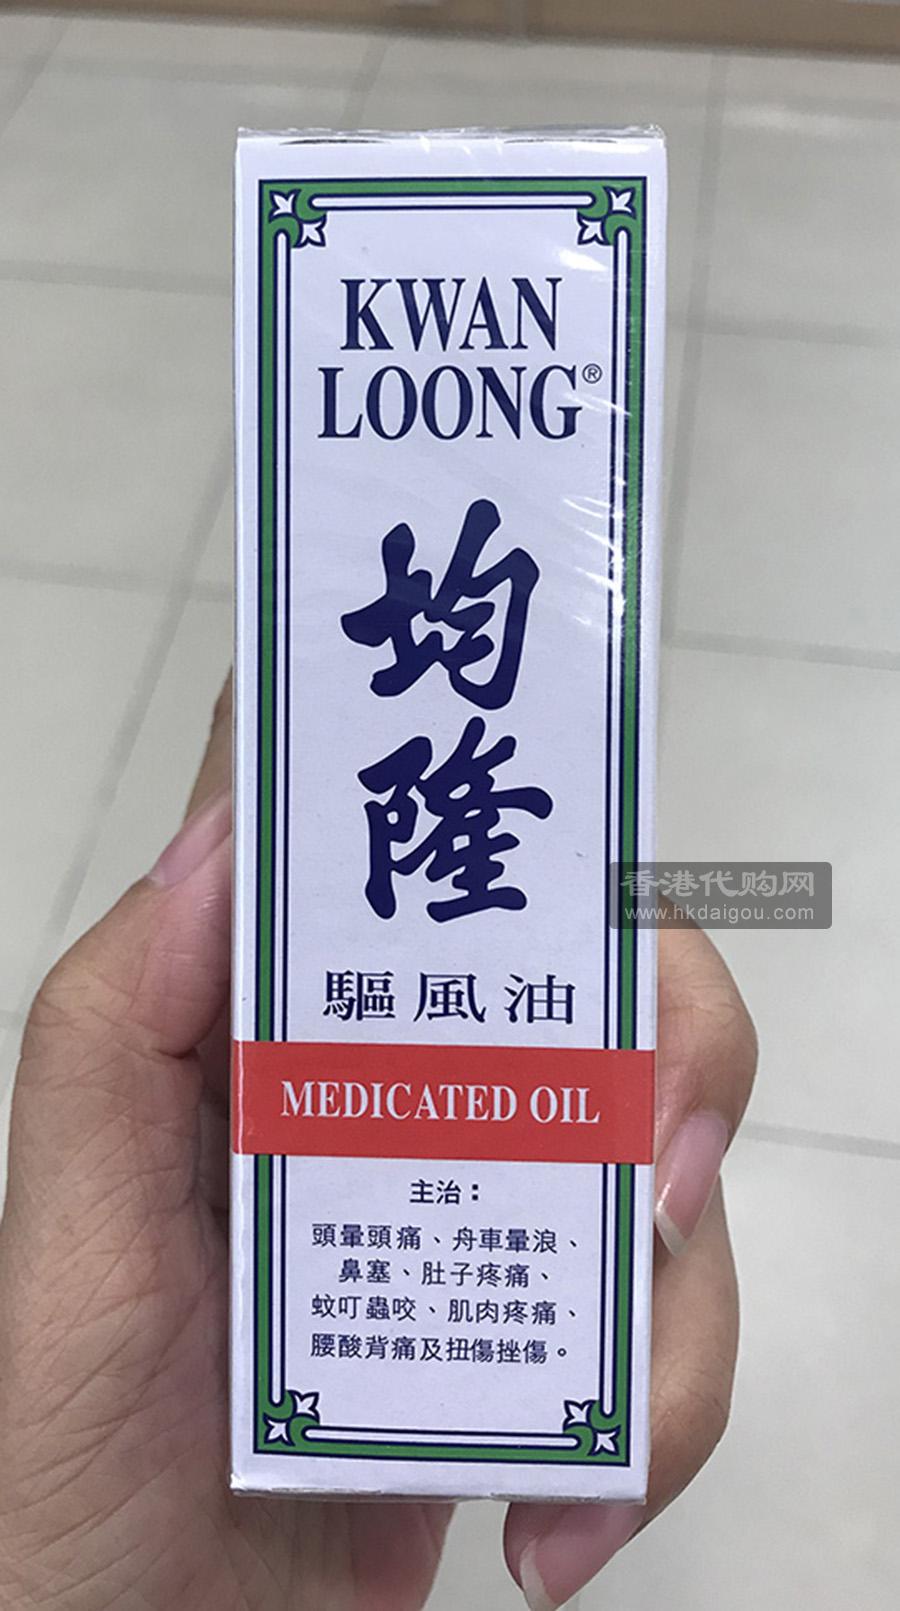 KWAN
LOONG®
均
隆
驅風油
MEDICATED OIL
主治：
頭暈頭痛、舟車暈浪、
鼻塞、肚子疼痛、
蚊叮蟲咬、肌肉疼痛、
腰酸背痛及扭傷挫傷。
香港代购网
www.hkdaigou.com